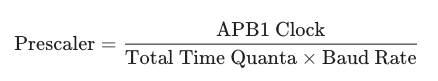 Prescaler = APB1 Clock / Total Time Quanta × Baud Rate